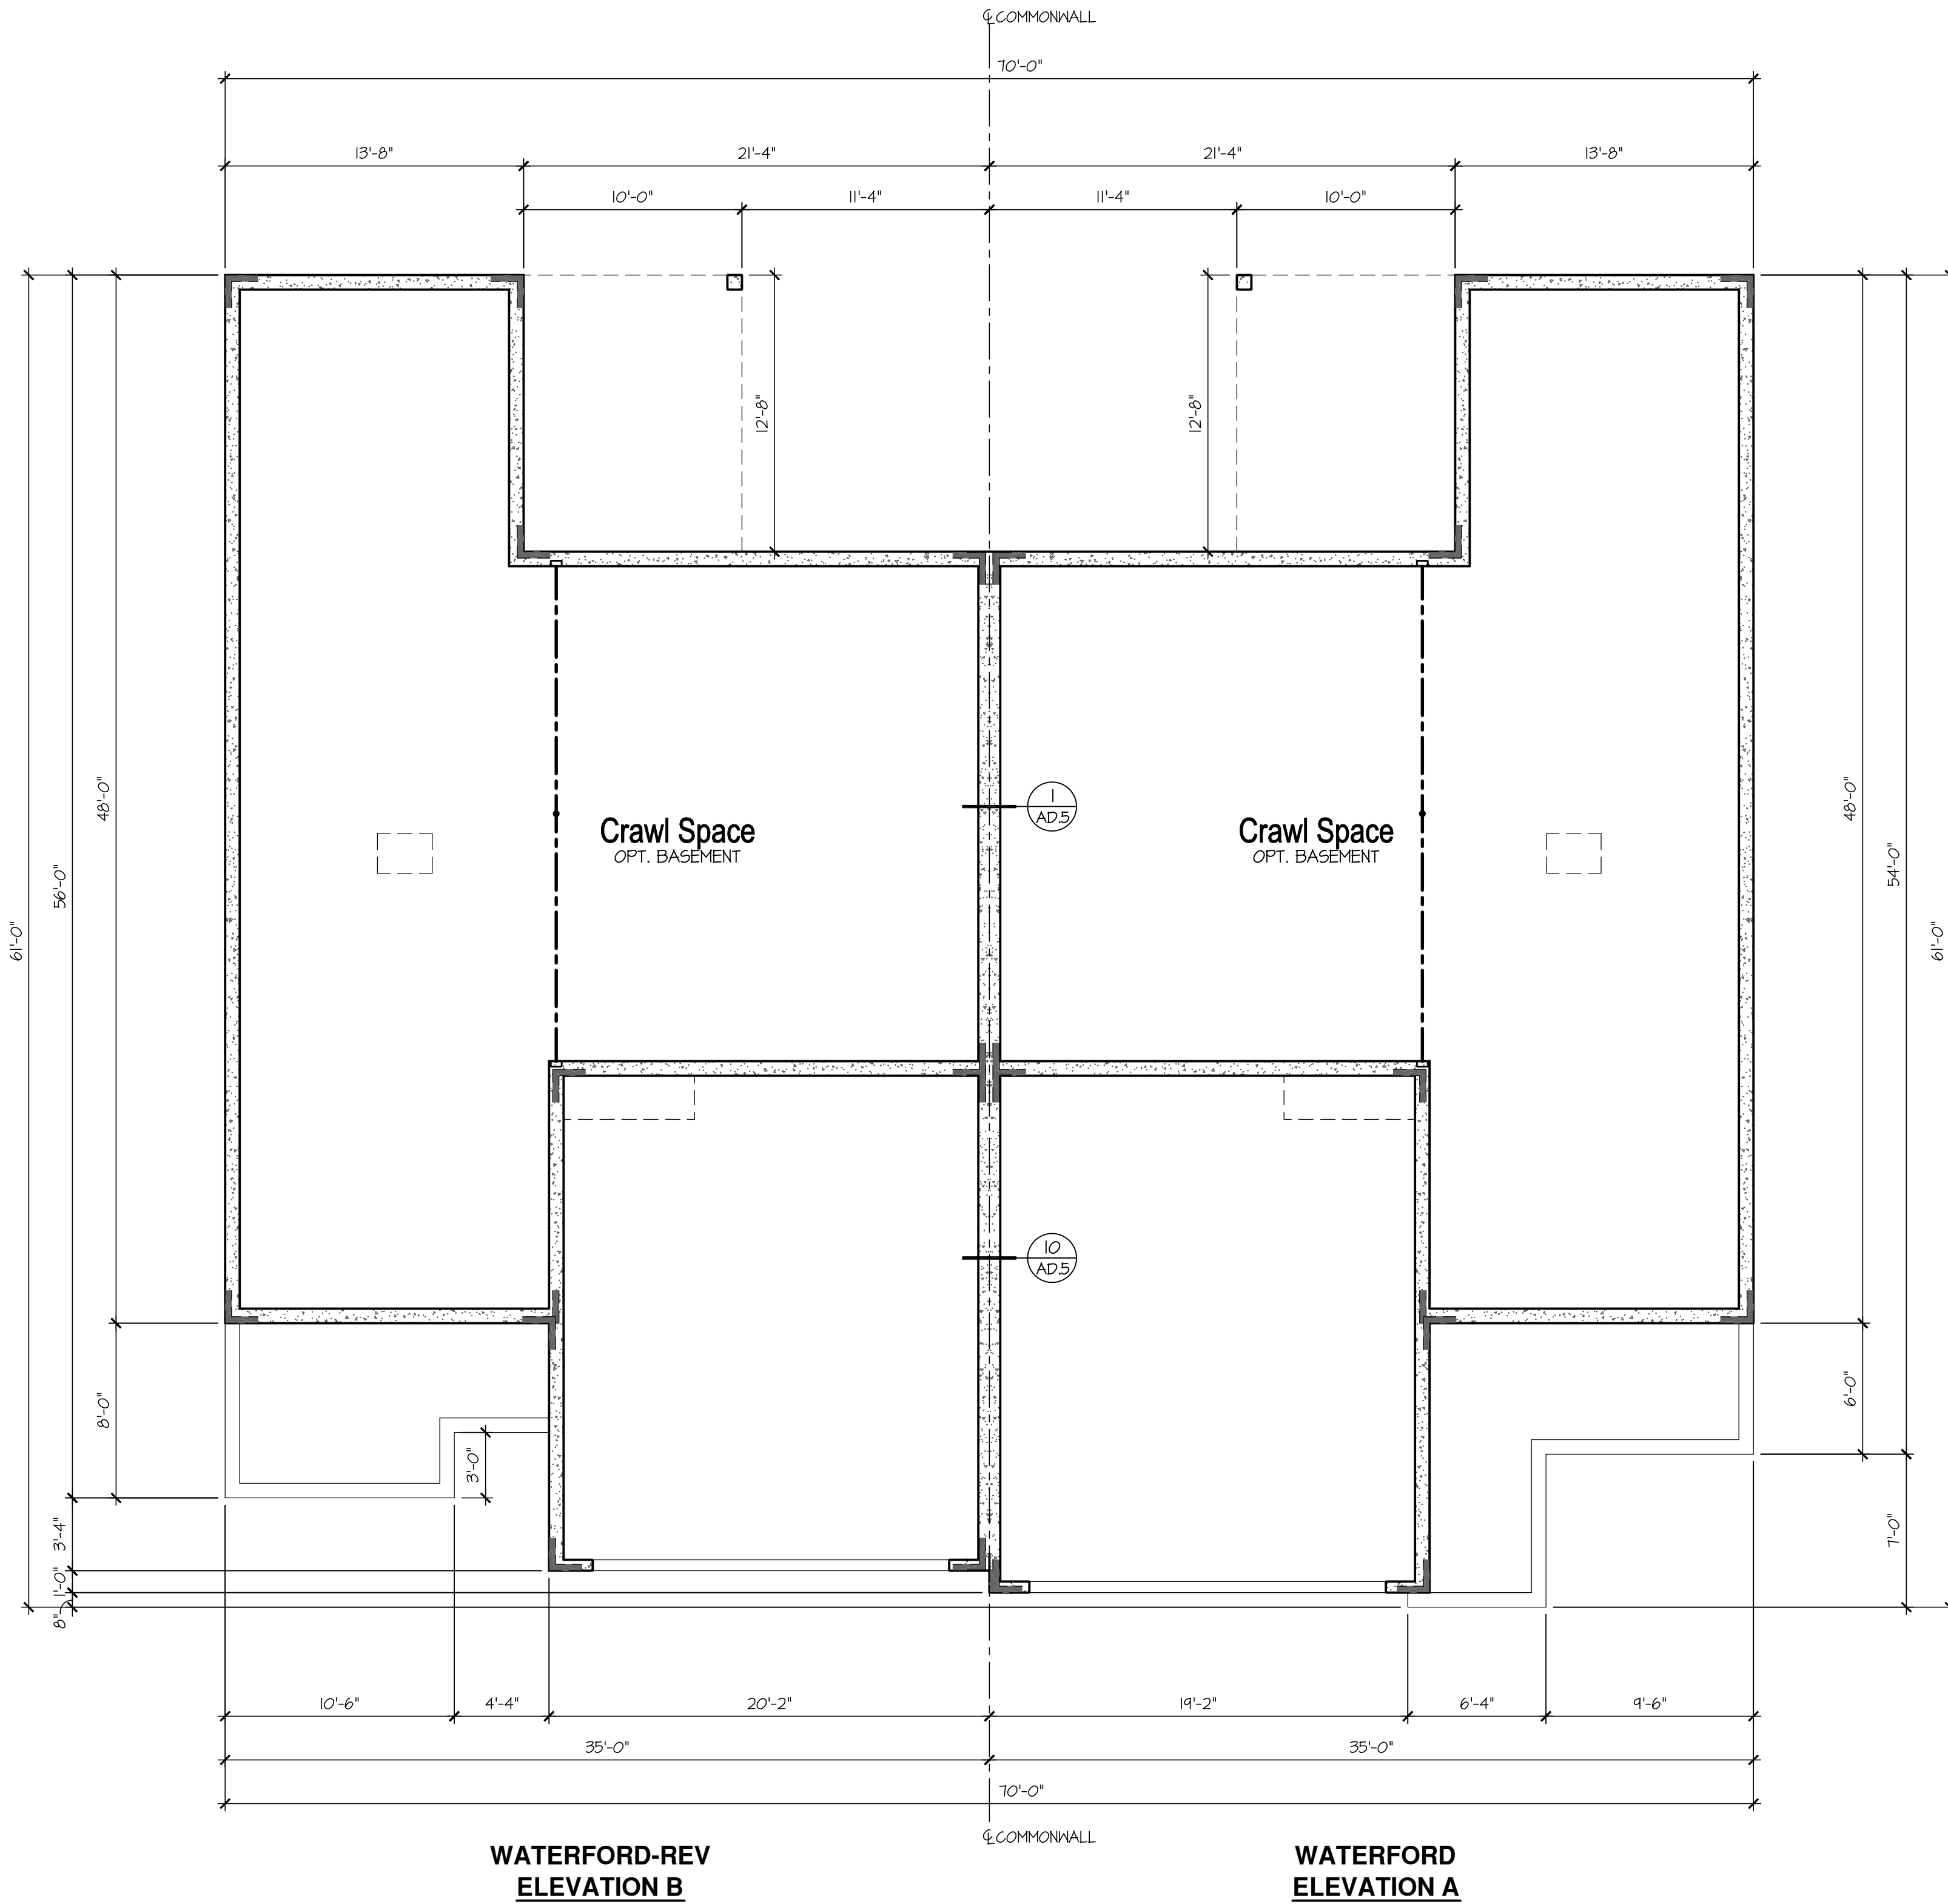 ℄ COMMONWALL
70'-0"
13'-8"
21'-4"
21'-4"
13'-8"
10'-0"
11'-4"
11'-4"
10'-0"
12'-8"
12'-8"
48'-0"
56'-0"
61'-0"
48'-0"
54'-0"
61'-0"
1
AD.5
Crawl Space
OPT. BASEMENT
Crawl Space
OPT. BASEMENT
10
AD.5
8'-0"
3'-0"
6'-0"
3'-4"
1'-0"
8"
7'-0"
10'-6"
4'-4"
20'-2"
19'-2"
6'-4"
9'-6"
35'-0"
35'-0"
70'-0"
℄ COMMONWALL
WATERFORD-REV
ELEVATION B
WATERFORD
ELEVATION A